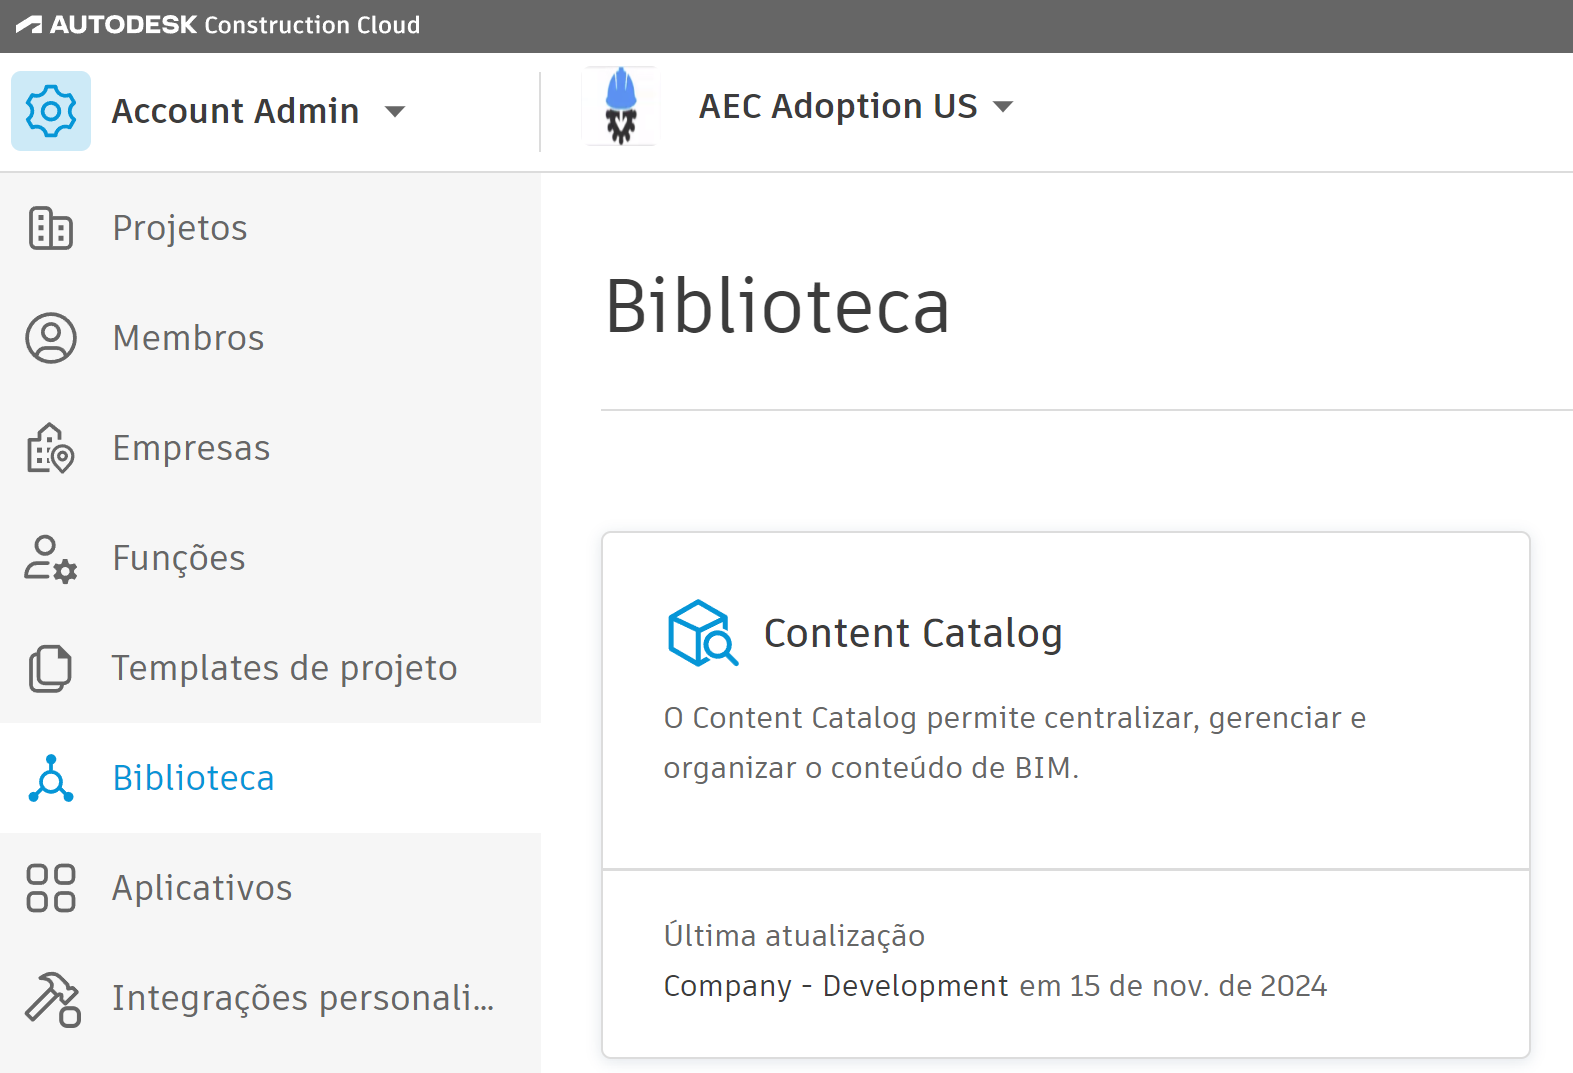 AUTODESK Construction Cloud
Account Admin
AEC Adoption US
Projetos
Membros
Empresas
Funções
Templates de projeto
Biblioteca
Aplicativos
Integrações personali...
Biblioteca
Content Catalog
O Content Catalog permite centralizar, gerenciar e
organizar o conteúdo de BIM.
Última atualização
Company - Development em 15 de nov. de 2024